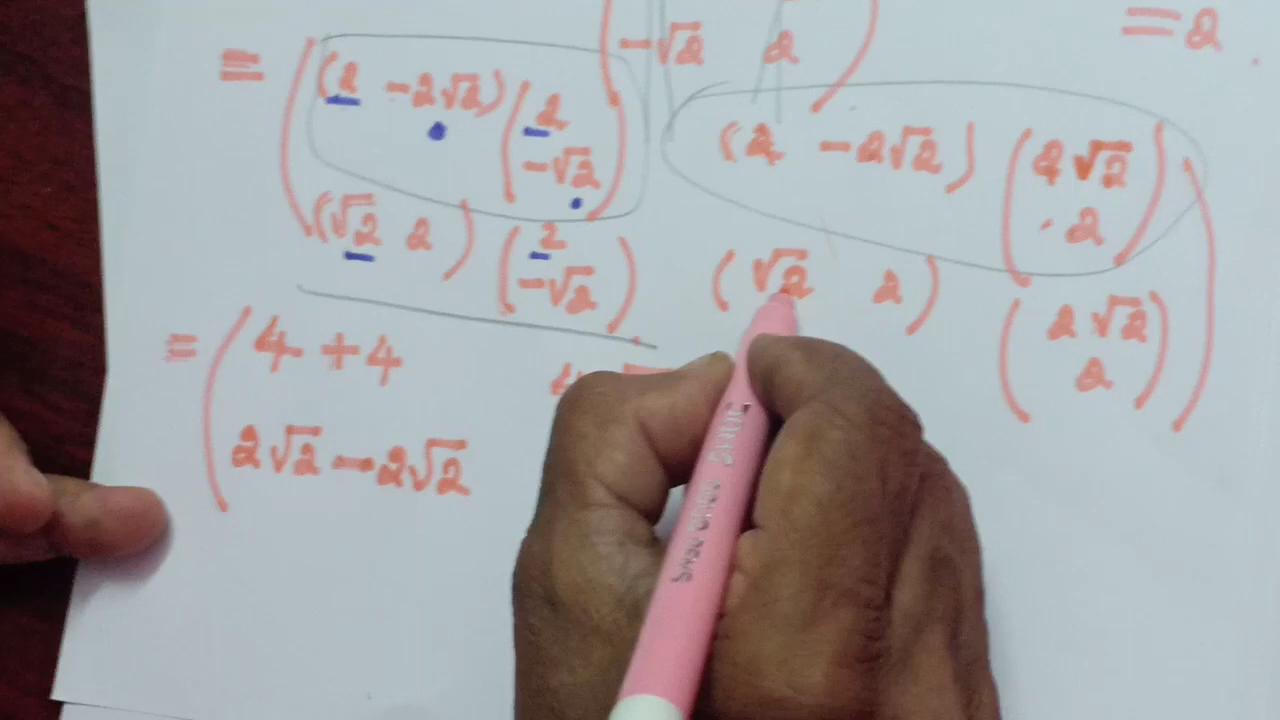 -√2 2 = 2
= (2 -2√2) (2 -√2) (2 -2√2) (2√2 2)
(√2 2) (2 -√2) (√2 2) (2√2 2)
= (4 + 4
2√2 - 2√2